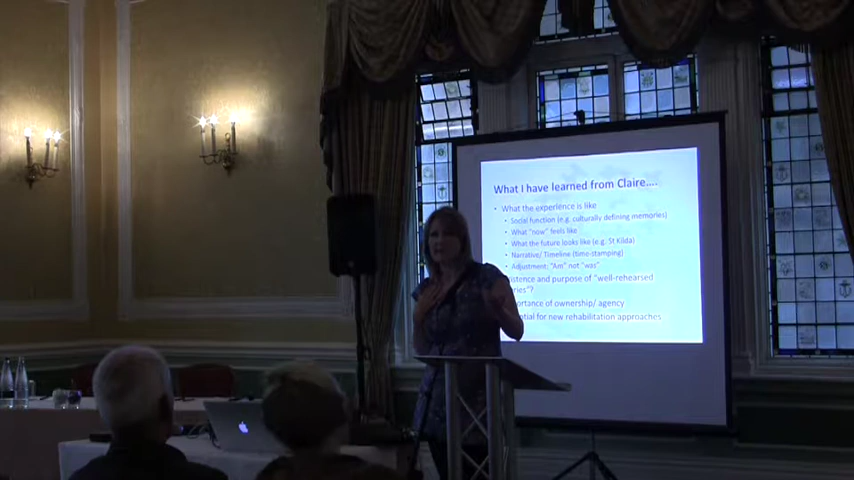 What I have learned from Claire....
• What the experience is like
• Social function (e.g. culturally defining memories)
• What "now" feels like
• What the future looks like (e.g. St Kilda)
• Narrative/ Timeline (time-stamping)
• Adjustment: "Am" not "was"
istence and purpose of "well-rehearsed
ries"?
portance of ownership/ agency
ntial for new rehabilitation approaches